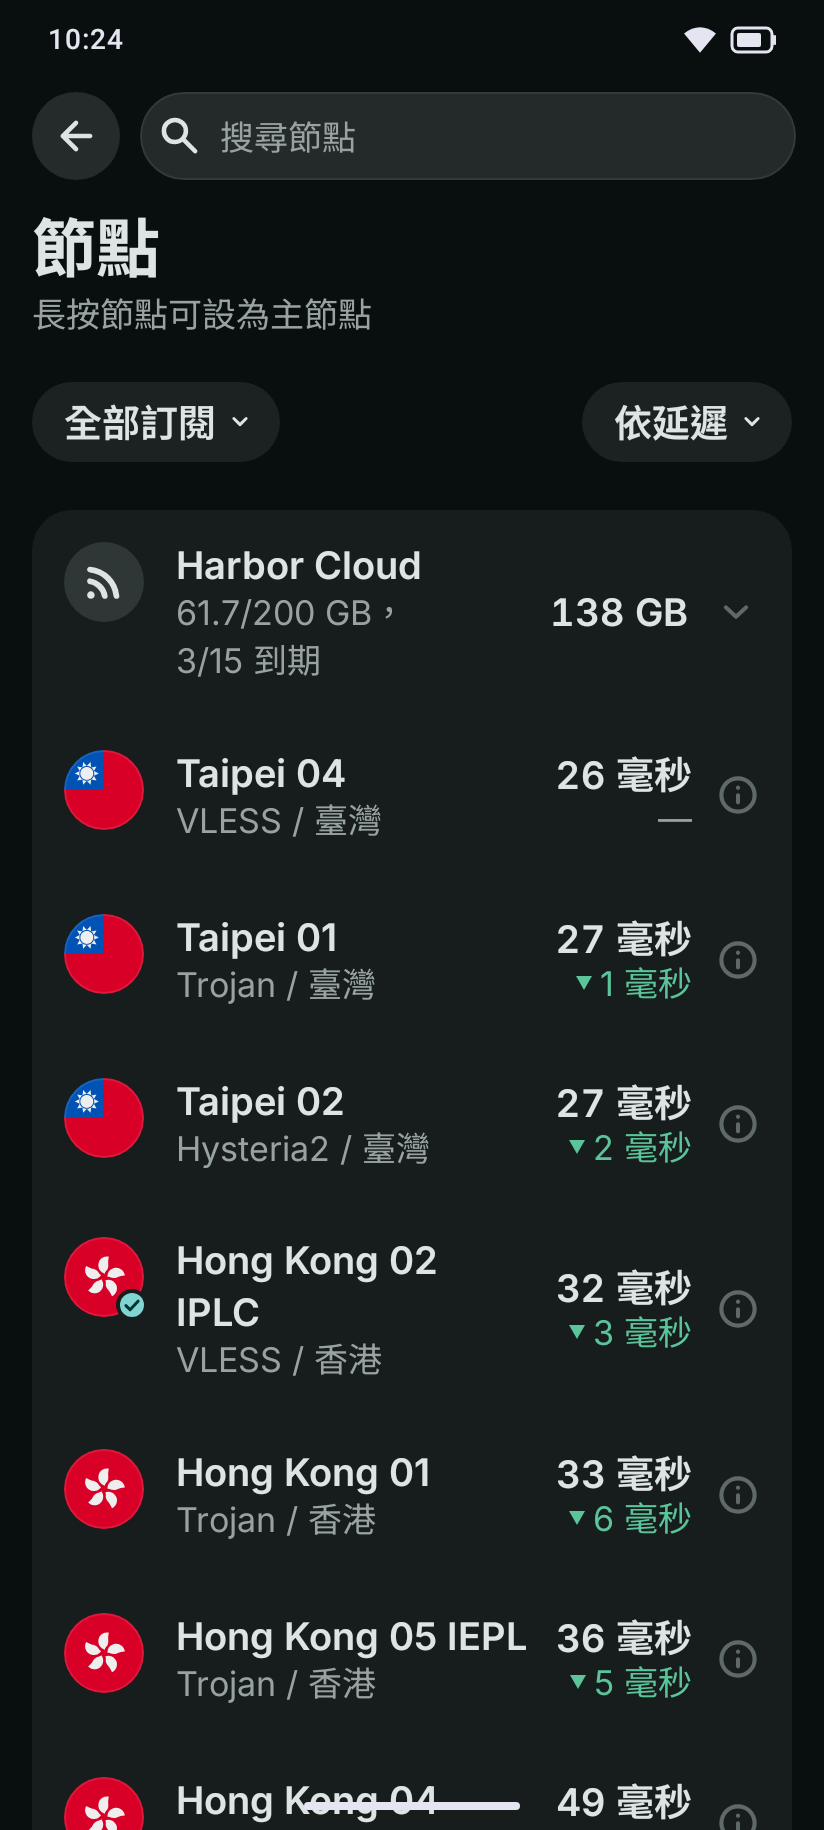 10:24
搜尋節點
節點
長按節點可設為主節點
全部訂閱
依延遲
Harbor Cloud
61.7/200 GB，
3/15 到期
138 GB
Taipei 04
VLESS / 臺灣
26 毫秒
—
Taipei 01
Trojan / 臺灣
27 毫秒
▼1 毫秒
Taipei 02
Hysteria2 / 臺灣
27 毫秒
▼2 毫秒
Hong Kong 02
IPLC
VLESS / 香港
32 毫秒
▼3 毫秒
Hong Kong 01
Trojan / 香港
33 毫秒
▼6 毫秒
Hong Kong 05 IEPL
Trojan / 香港
36 毫秒
▼5 毫秒
Hong Kong 04
49 毫秒